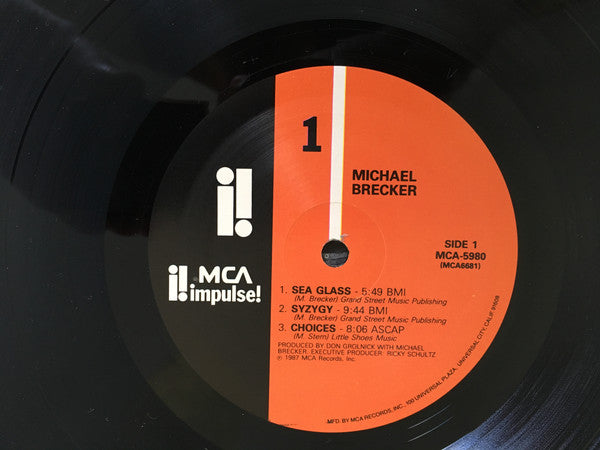 1
MICHAEL
BRECKER
i!
SIDE 1
MCA-5980
(MCA6681)
i! MCA
impulse!
1. SEA GLASS - 5:49 BMI
(M. Brecker) Grand Street Music Publishing
2. SYZYGY - 9:44 BMI
(M. Brecker) Grand Street Music Publishing
3. CHOICES - 8:06 ASCAP
(M. Stern) Little Shoes Music
PRODUCED BY DON GROLNICK WITH MICHAEL
BRECKER. EXECUTIVE PRODUCER: RICKY SCHULTZ
℗ 1987 MCA Records, Inc.
MFD. BY MCA RECORDS, INC., 100 UNIVERSAL PLAZA, UNIVERSAL CITY, CALIF. 91608